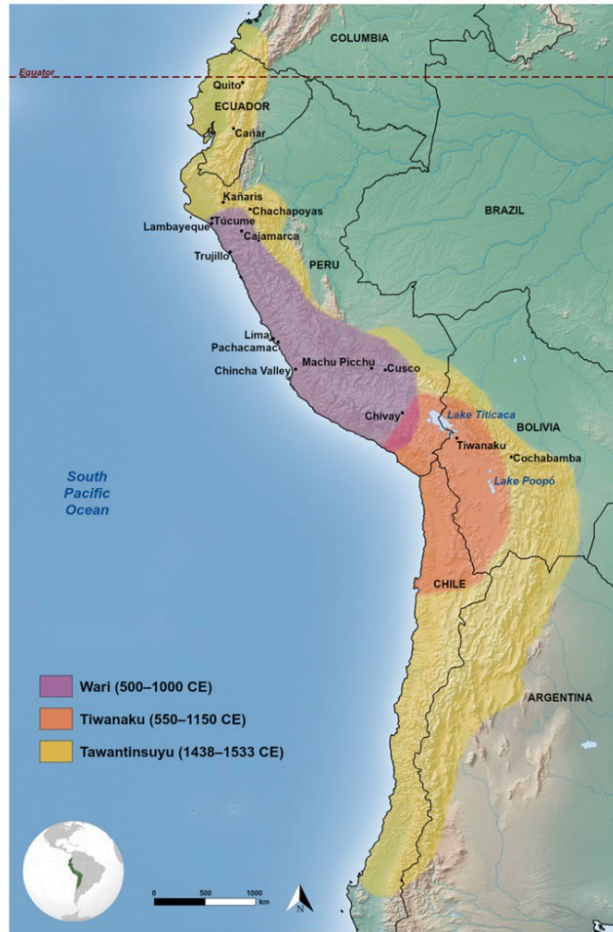 COLUMBIA
Equator
Quito
ECUADOR
Cañar
Kañaris
Chachapoyas
BRAZIL
Túcume
Lambayeque
Cajamarca
Trujillo
PERU
Lima
Pachacamac
Machu Picchu
Cusco
Chincha Valley
Chivay
Lake Titicaca
BOLIVIA
Tiwanaku
Cochabamba
South
Pacific
Ocean
Lake Poopó
CHILE
Wari (500–1000 CE)
ARGENTINA
Tiwanaku (550–1150 CE)
Tawantinsuyu (1438–1533 CE)
0 500 1000
km
N